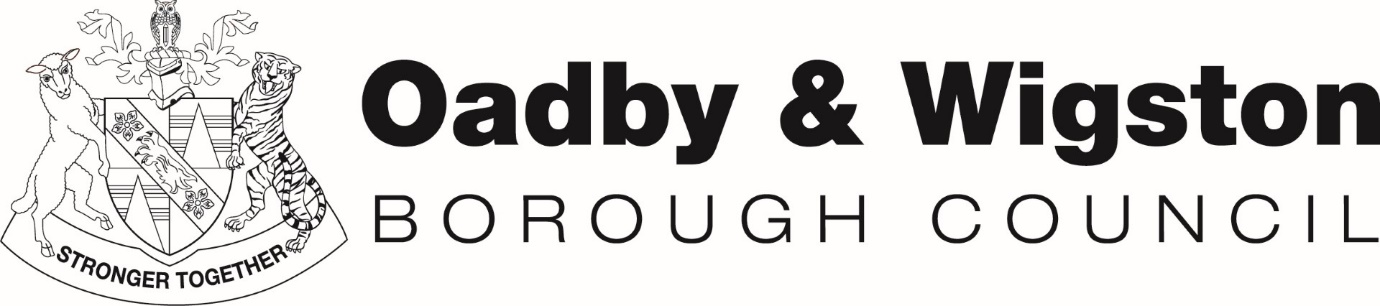 Oadby & Wigston
BOROUGH COUNCIL
STRONGER TOGETHER